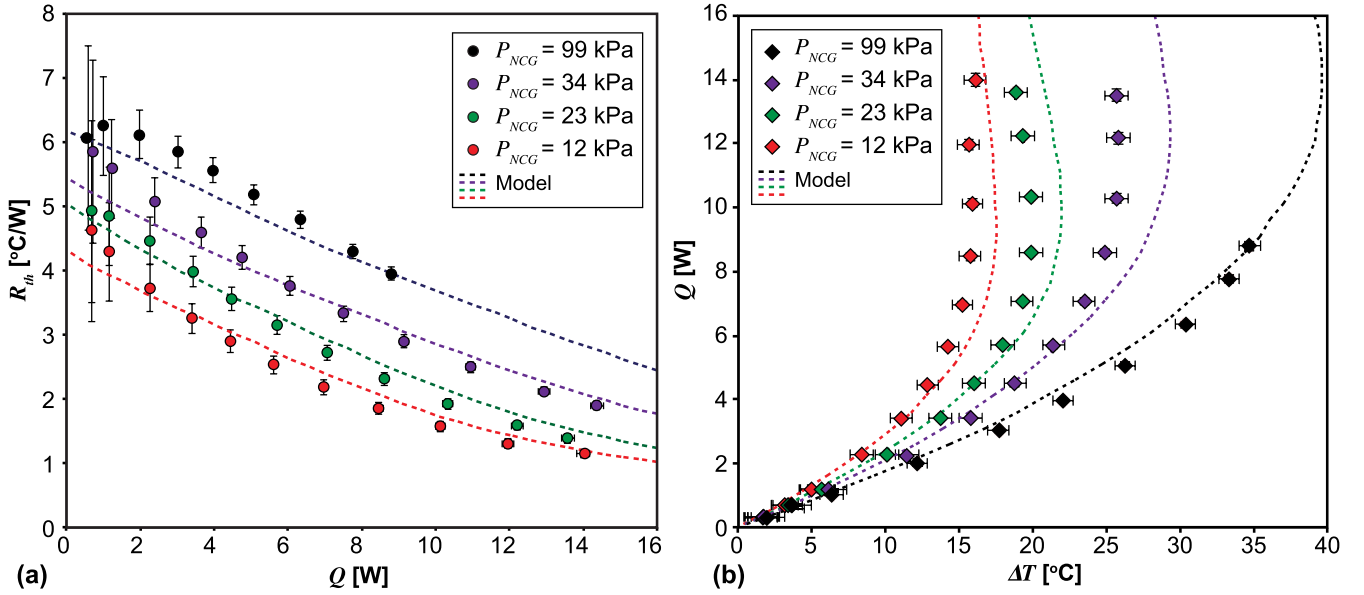 8
7
6
5
4
3
2
1
0
R_th [°C/W]
0 2 4 6 8 10 12 14 16
Q [W]
(a)
P_NCG = 99 kPa
P_NCG = 34 kPa
P_NCG = 23 kPa
P_NCG = 12 kPa
Model
16
14
12
10
8
6
4
2
0
Q [W]
0 5 10 15 20 25 30 35 40
ΔT [°C]
(b)
P_NCG = 99 kPa
P_NCG = 34 kPa
P_NCG = 23 kPa
P_NCG = 12 kPa
Model